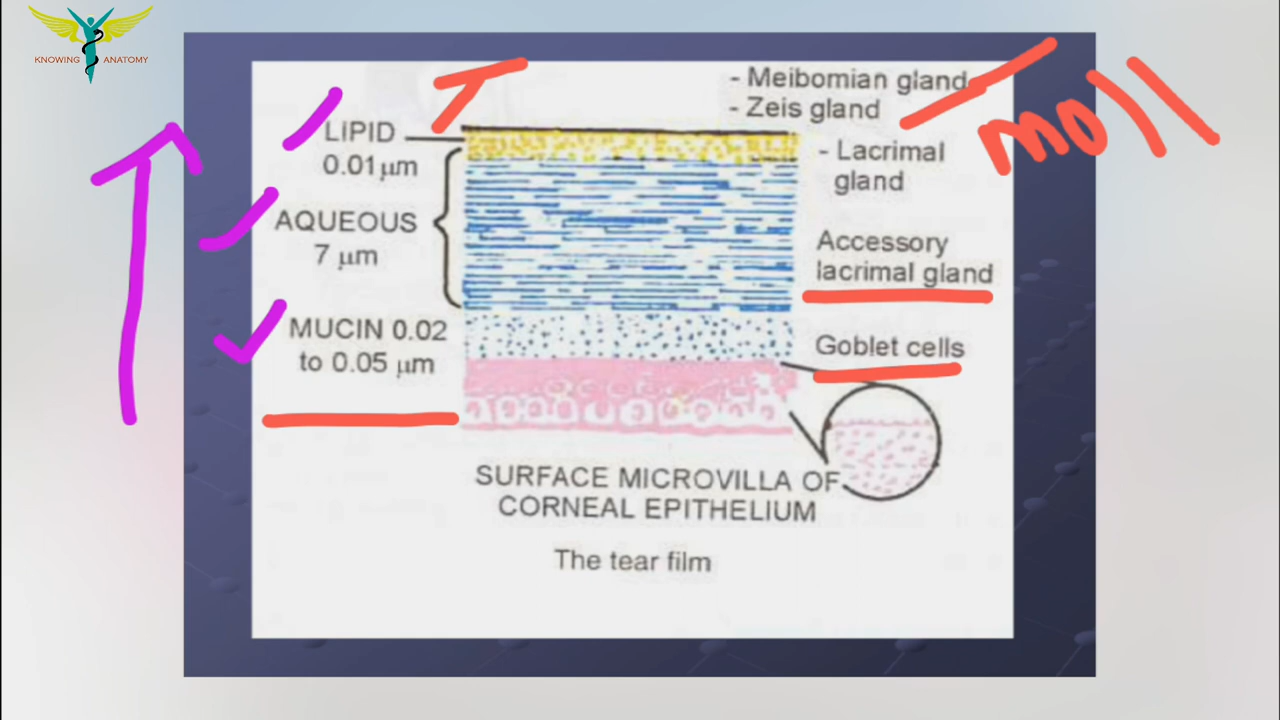 KNOWING ANATOMY
- Meibomian gland
- Zeis gland
moll
LIPID
0.01 μm
- Lacrimal
gland
AQUEOUS
7 μm
Accessory
lacrimal gland
MUCIN 0.02
to 0.05 μm
Goblet cells
SURFACE MICROVILLA OF
CORNEAL EPITHELIUM
The tear film